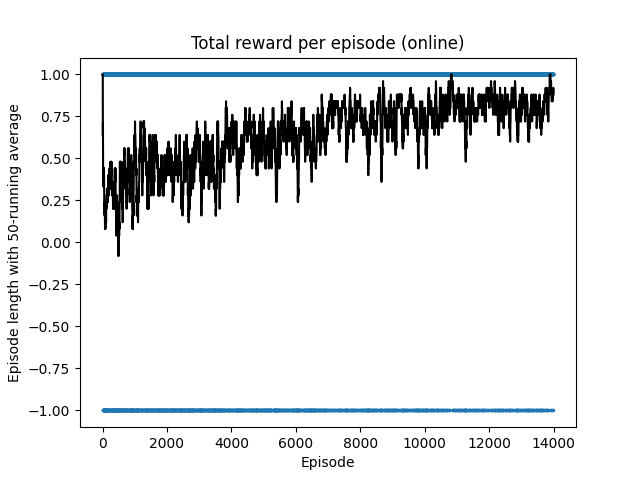 Total reward per episode (online)
Episode length with 50-running average
1.00
0.75
0.50
0.25
0.00
−0.25
−0.50
−0.75
−1.00
0 2000 4000 6000 8000 10000 12000 14000
Episode